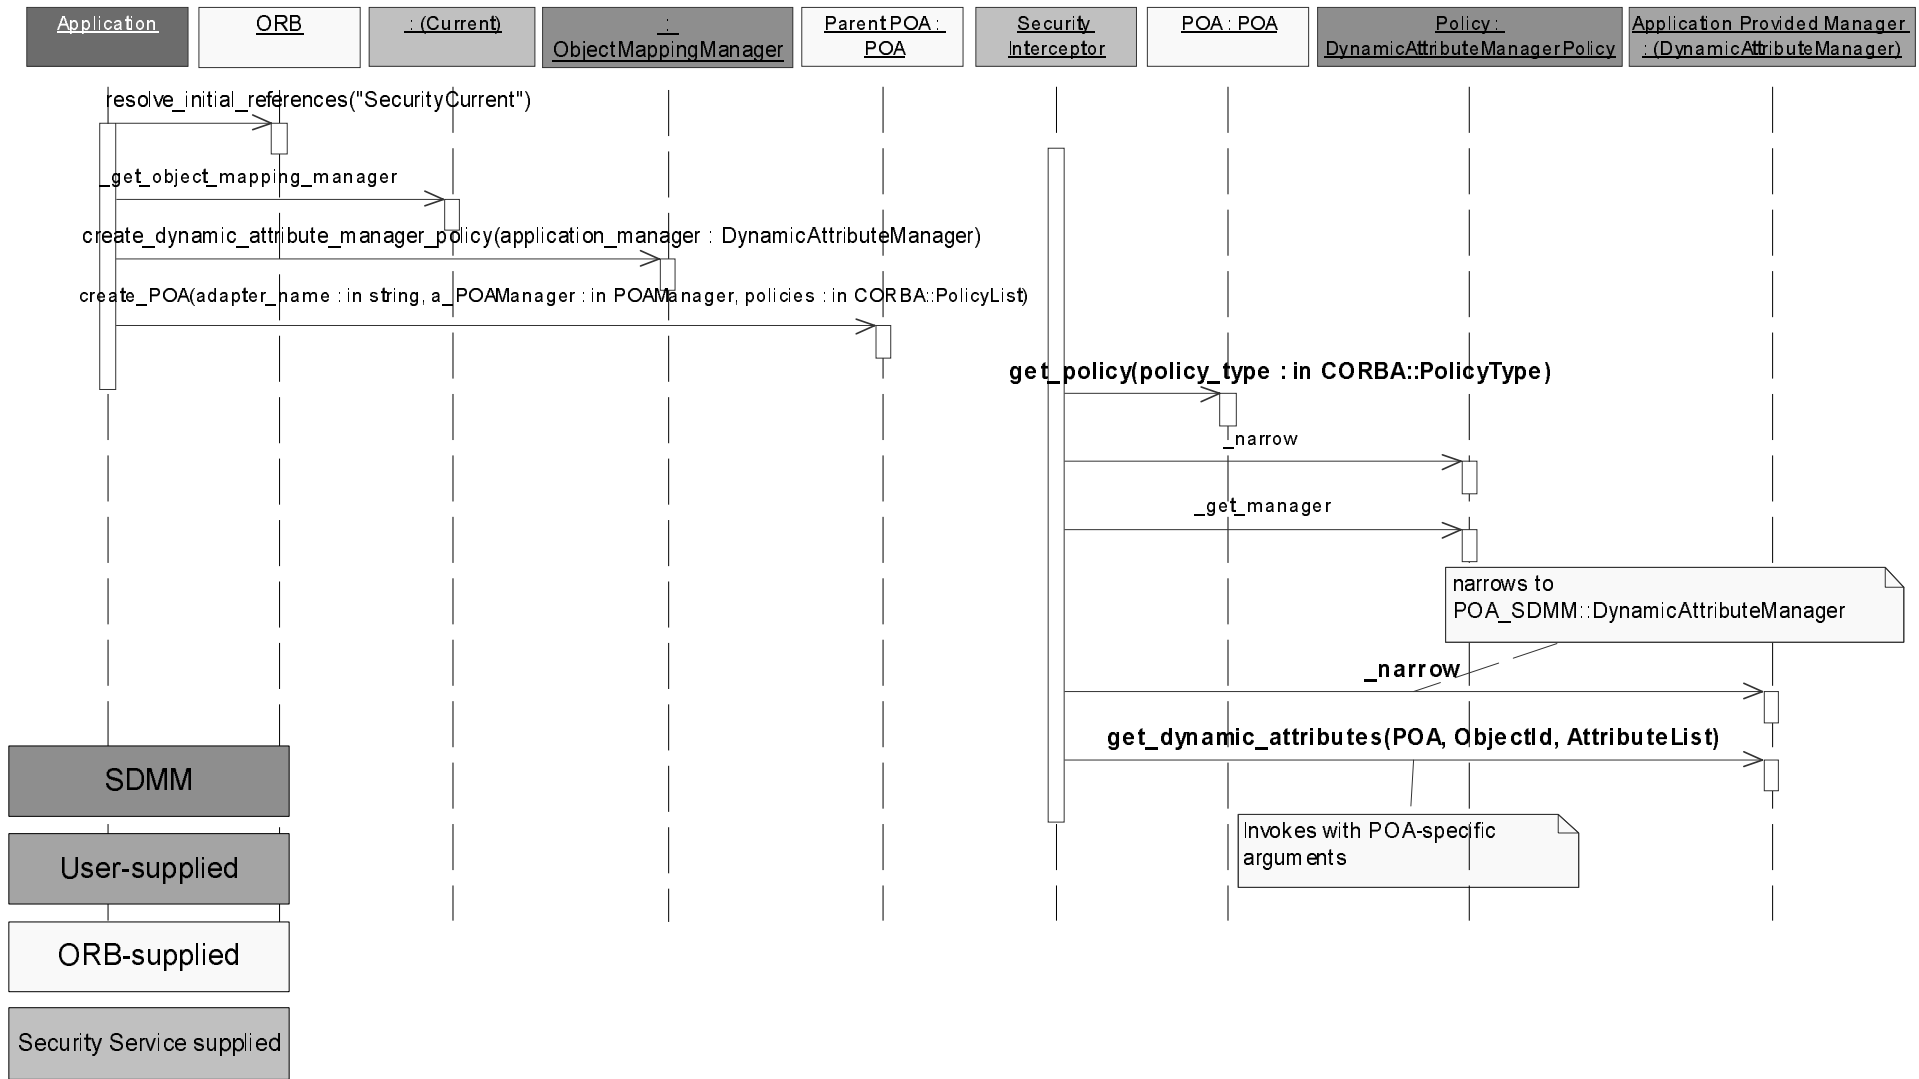 Application
ORB
: (Current)
:
ObjectMappingManager
Parent POA :
POA
Security
Interceptor
POA : POA
Policy :
DynamicAttributeManagerPolicy
Application Provided Manager
: (DynamicAttributeManager)
resolve_initial_references("SecurityCurrent")
_get_object_mapping_manager
create_dynamic_attribute_manager_policy(application_manager : DynamicAttributeManager)
create_POA(adapter_name : in string, a_POAManager : in POAManager, policies : in CORBA::PolicyList)
get_policy(policy_type : in CORBA::PolicyType)
_narrow
_get_manager
narrows to
POA_SDMM::DynamicAttributeManager
_narrow
get_dynamic_attributes(POA, ObjectId, AttributeList)
Invokes with POA-specific
arguments
SDMM
User-supplied
ORB-supplied
Security Service supplied